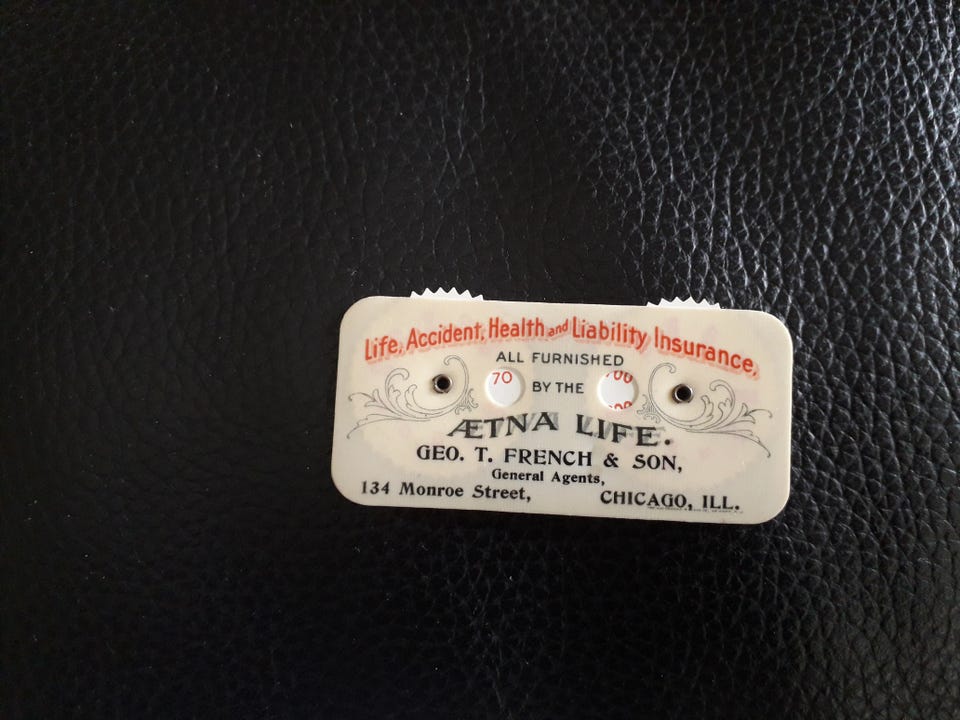 Life, Accident, Health and Liability Insurance,
ALL FURNISHED
70 BY THE
ÆTNA LIFE.
GEO. T. FRENCH & SON,
General Agents,
134 Monroe Street, CHICAGO, ILL.